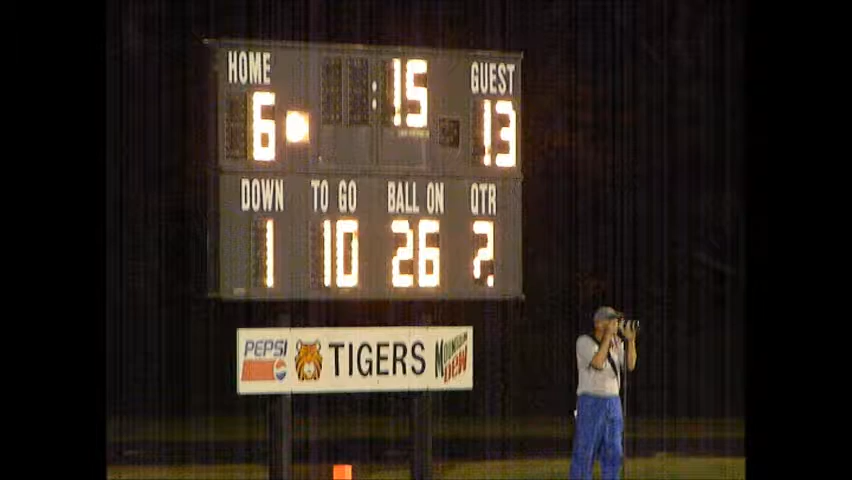 HOME :15 GUEST
6 13
DOWN TO GO BALL ON QTR
1 10 26
PEPSI TIGERS MOUNTAIN DEW